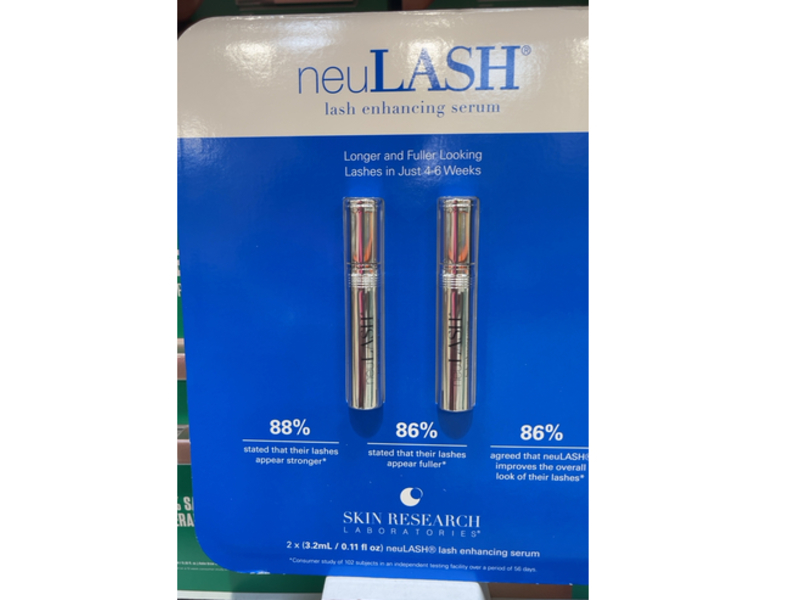 neuLASH®
lash enhancing serum
Longer and Fuller Looking
Lashes in Just 4-6 Weeks
neuLASH
neuLASH
88%
stated that their lashes
appear stronger*
86%
stated that their lashes
appear fuller*
86%
agreed that neuLASH®
improves the overall
look of their lashes*
SKIN RESEARCH
LABORATORIES®
2 x (3.2mL / 0.11 fl oz) neuLASH® lash enhancing serum
*Consumer study of 102 subjects in an independent testing facility over a period of 56 days.